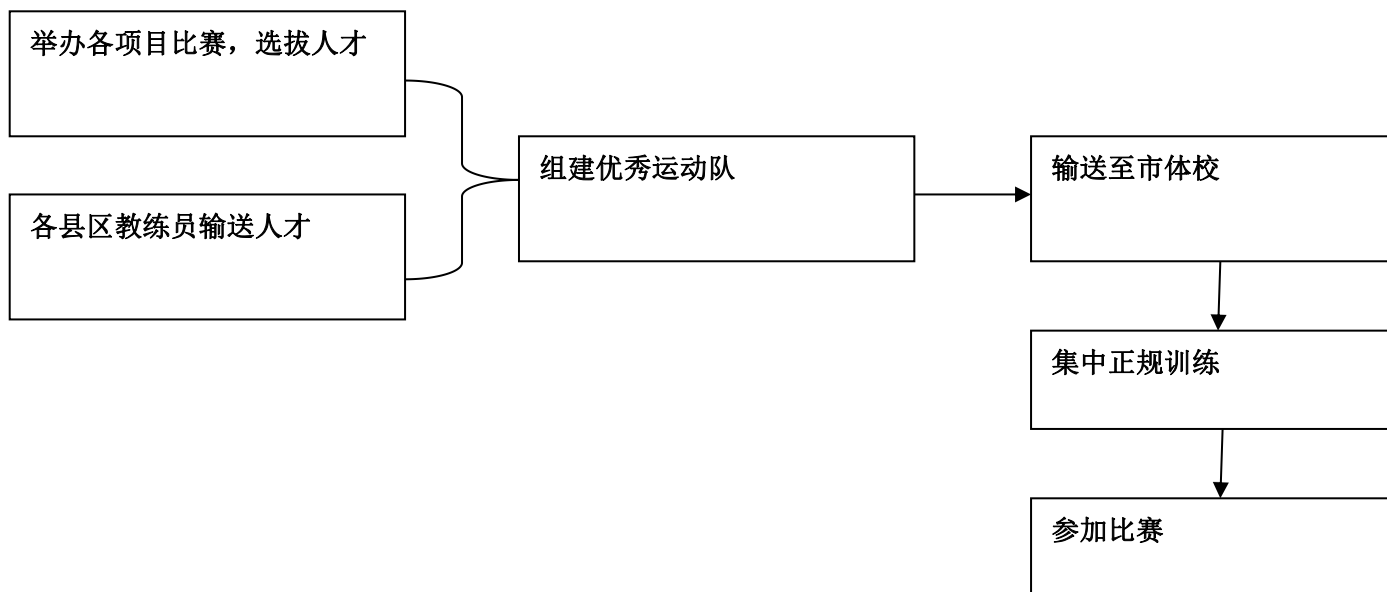 举办各项目比赛，选拔人才
各县区教练员输送人才
组建优秀运动队
输送至市体校
集中正规训练
参加比赛